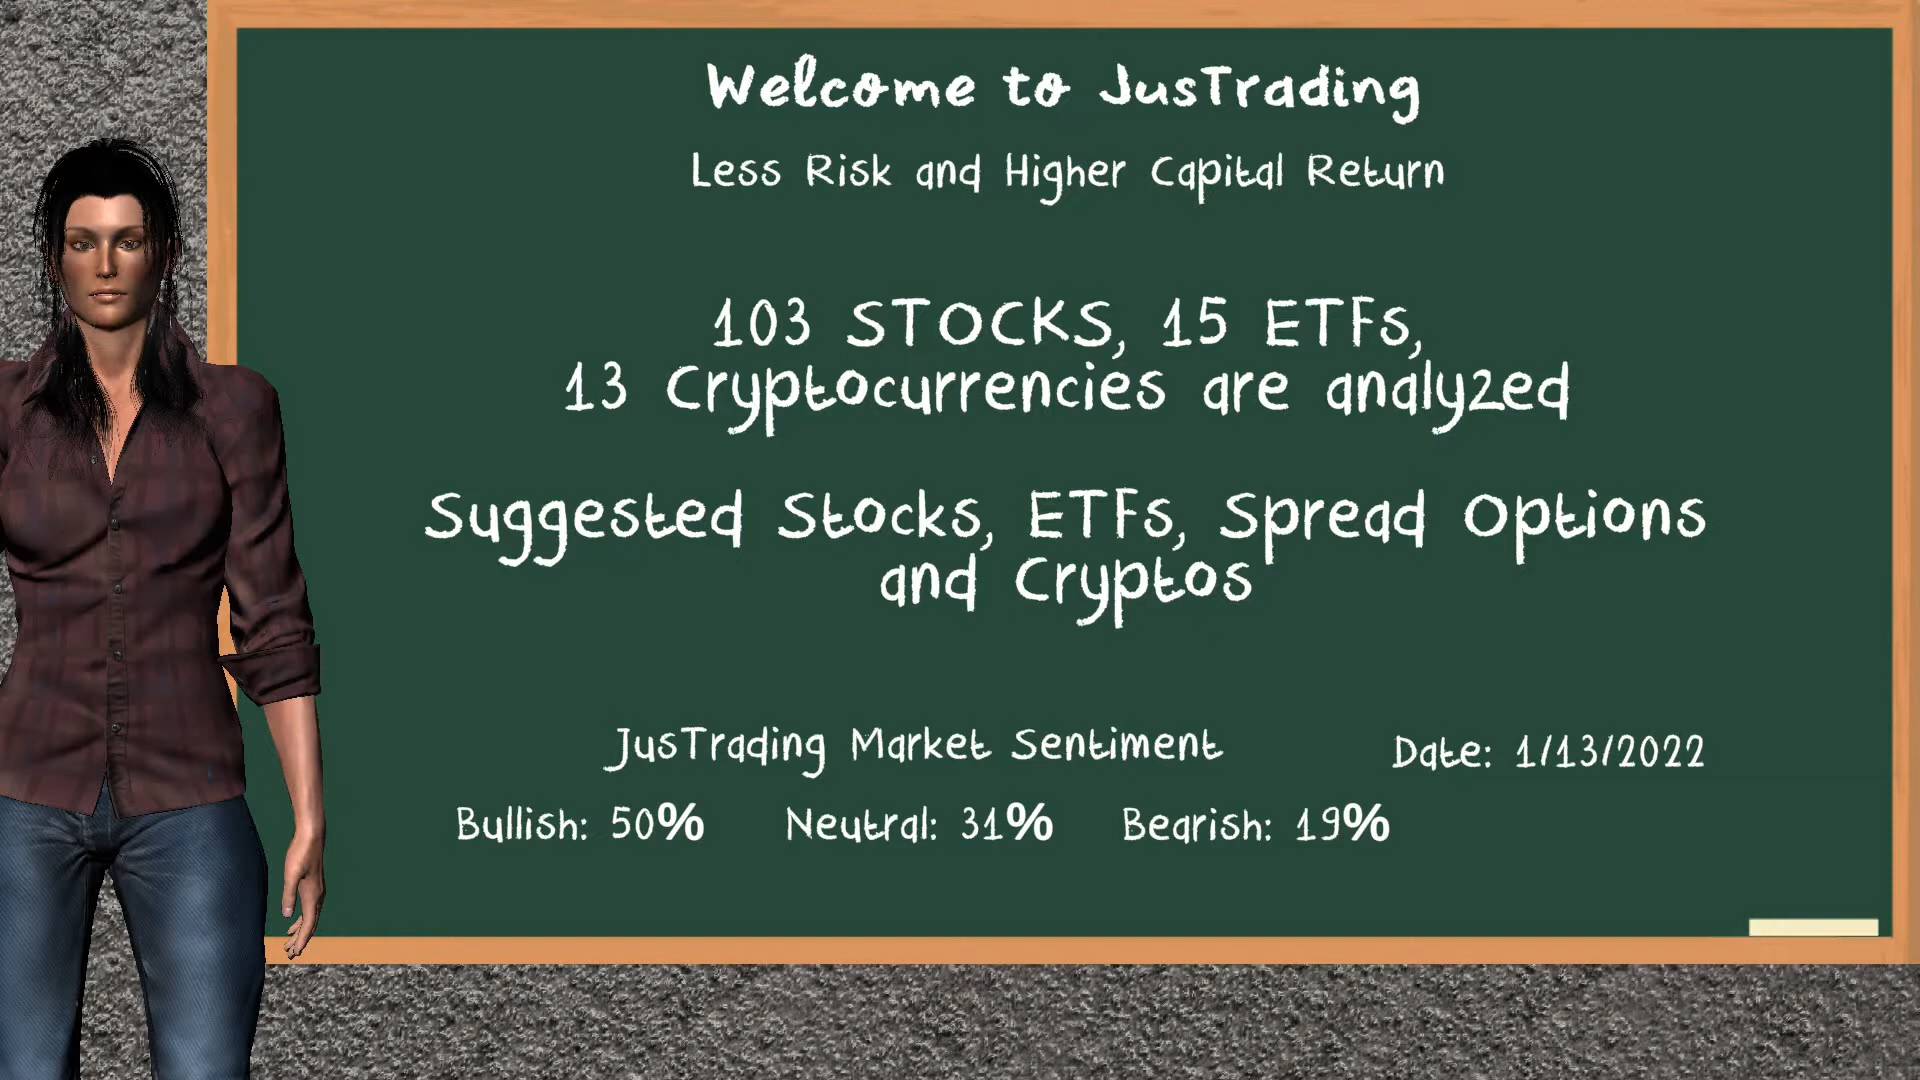 Welcome to JusTrading
Less Risk and Higher Capital Return
103 STOCKS, 15 ETFs,
13 Cryptocurrencies are analyzed
Suggested Stocks, ETFs, Spread Options
and Cryptos
JusTrading Market Sentiment
Date: 1/13/2022
Bullish: 50% Neutral: 31% Bearish: 19%